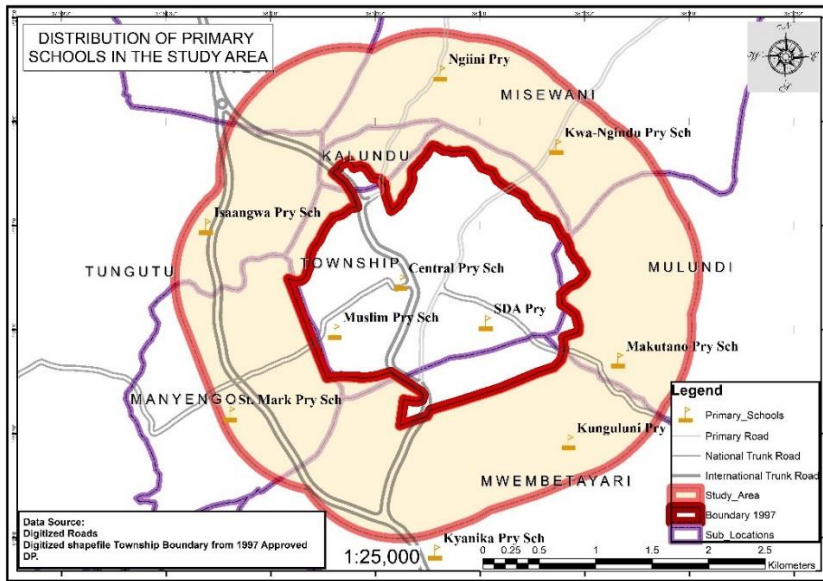 DISTRIBUTION OF PRIMARY
SCHOOLS IN THE STUDY AREA
Ngiini Pry
MISEWANI
Kwa-Ngindu Pry Sch
KALUNDU
Isaangwa Pry Sch
TOWNSHIP
Central Pry Sch
TUNGUTU
MULUNDI
SDA Pry
Muslim Pry Sch
Makutano Pry Sch
MANYENGO
St. Mark Pry Sch
Kunguluni Pry
MWEMBETAYARI
Kyanika Pry Sch
Legend
Primary_Schools
Primary Road
National Trunk Road
International Trunk Road
Study_Area
Boundary 1997
Sub_Locations
Data Source:
Digitized Roads
Digitized shapefile Township Boundary from 1997 Approved
DP.
1:25,000
0 0.25 0.5 1 1.5 2 2.5
Kilometers